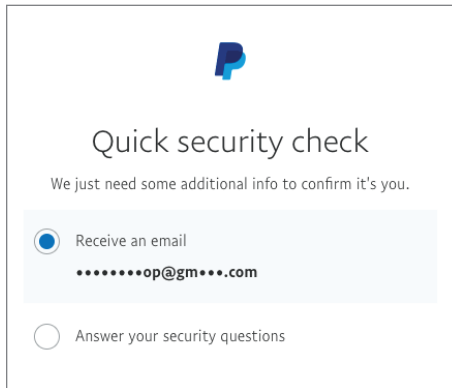 Quick security check
We just need some additional info to confirm it's you.
Receive an email
••••••••op@gm•••.com
Answer your security questions